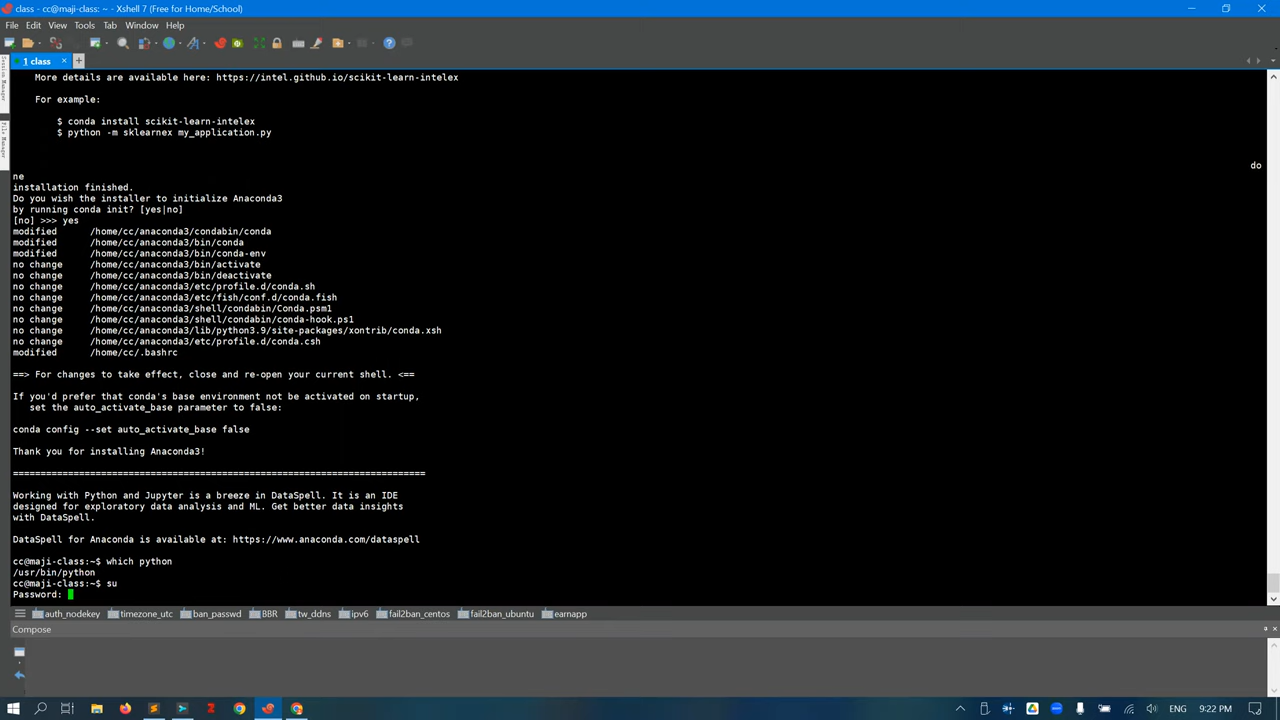 class - cc@maji-class: ~ - Xshell 7 (Free for Home/School)
File Edit View Tools Tab Window Help
1 class
Session Manager
File Manager
More details are available here: https://intel.github.io/scikit-learn-intelex
For example:
$ conda install scikit-learn-intelex
$ python -m sklearnex my_application.py
do
ne
installation finished.
Do you wish the installer to initialize Anaconda3
by running conda init? [yes|no]
[no] >>> yes
modified /home/cc/anaconda3/condabin/conda
modified /home/cc/anaconda3/bin/conda
modified /home/cc/anaconda3/bin/conda-env
no change /home/cc/anaconda3/bin/activate
no change /home/cc/anaconda3/bin/deactivate
no change /home/cc/anaconda3/etc/profile.d/conda.sh
no change /home/cc/anaconda3/etc/fish/conf.d/conda.fish
no change /home/cc/anaconda3/shell/condabin/Conda.psm1
no change /home/cc/anaconda3/shell/condabin/conda-hook.ps1
no change /home/cc/anaconda3/lib/python3.9/site-packages/xontrib/conda.xsh
no change /home/cc/anaconda3/etc/profile.d/conda.csh
modified /home/cc/.bashrc
==> For changes to take effect, close and re-open your current shell. <==
If you'd prefer that conda's base environment not be activated on startup,
set the auto_activate_base parameter to false:
conda config --set auto_activate_base false
Thank you for installing Anaconda3!
===========================================================================
Working with Python and Jupyter is a breeze in DataSpell. It is an IDE
designed for exploratory data analysis and ML. Get better data insights
with DataSpell.
DataSpell for Anaconda is available at: https://www.anaconda.com/dataspell
cc@maji-class:~$ which python
/usr/bin/python
cc@maji-class:~$ su
Password:
auth_nodekey timezone_utc ban_passwd BBR tw_ddns ipv6 fail2ban_centos fail2ban_ubuntu earnapp
Compose
ENG 9:22 PM